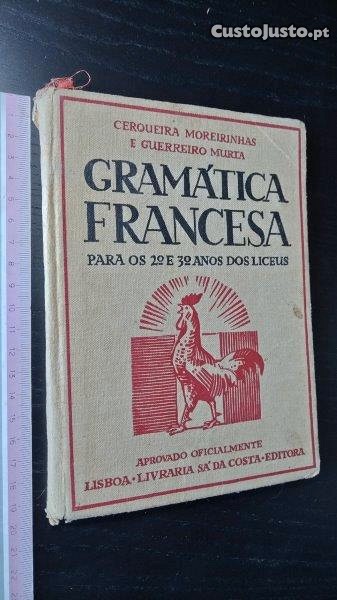 CustoJusto.pt
CERQUEIRA MOREIRINHAS
E GUERREIRO MURTA
GRAMÁTICA
FRANCESA
PARA OS 2º E 3º ANOS DOS LICEUS
APROVADO OFICIALMENTE
LISBOA • LIVRARIA SÁ DA COSTA • EDITORA